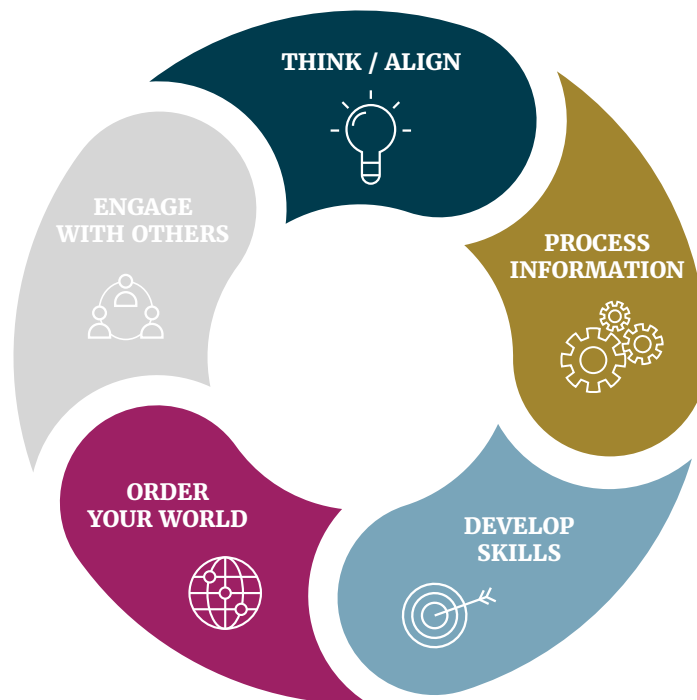 THINK / ALIGN
PROCESS
INFORMATION
DEVELOP
SKILLS
ORDER
YOUR WORLD
ENGAGE
WITH OTHERS